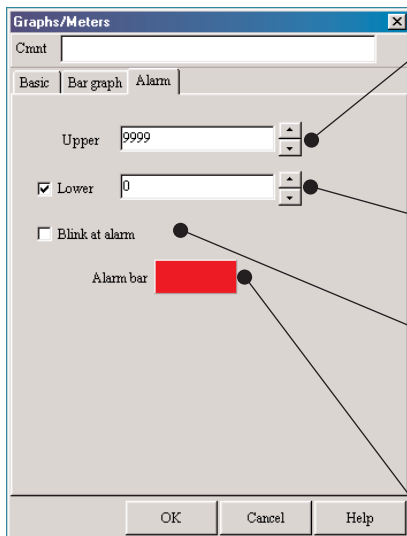 Graphs/Meters
Cmnt
Basic Bar graph Alarm
Upper 9999
Lower 0
Blink at alarm
Alarm bar
OK Cancel Help